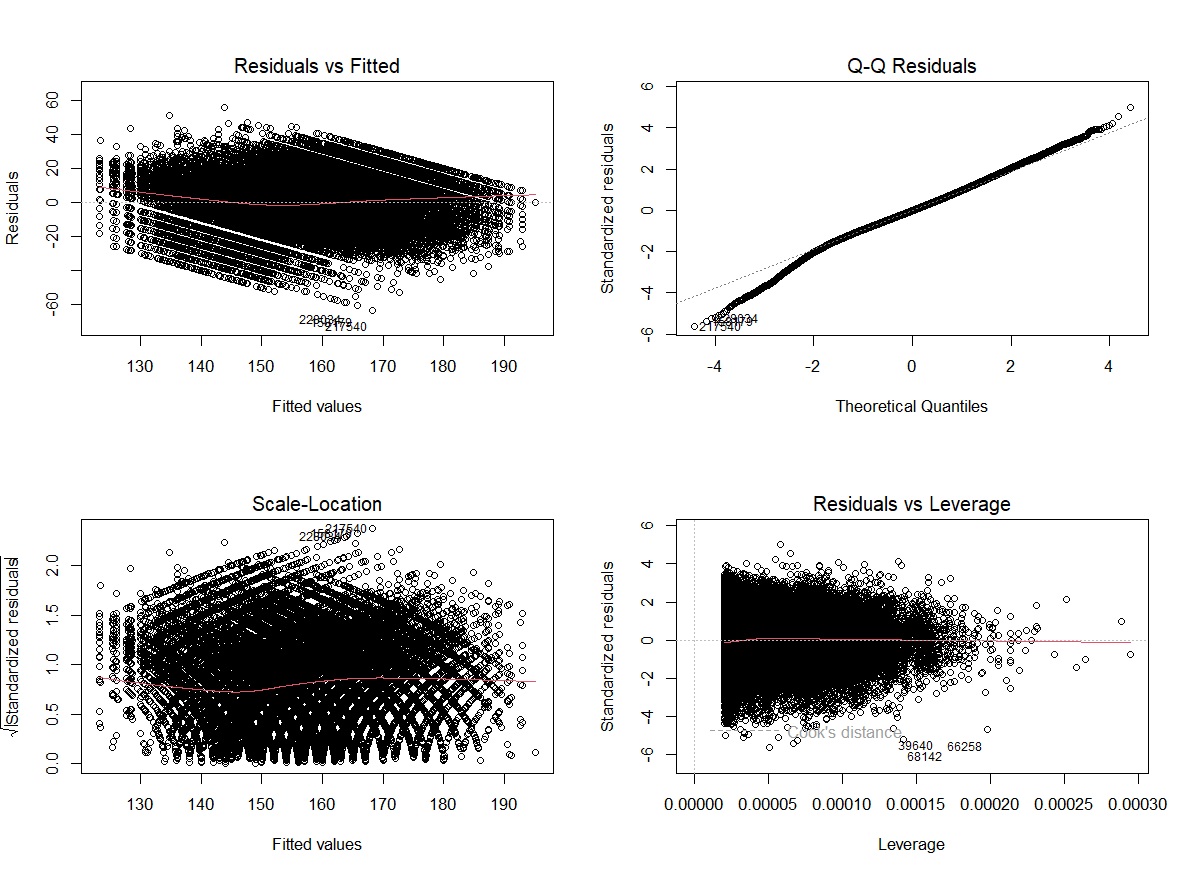 Residuals vs Fitted
Residuals
60
40
20
0
-20
-60
130 140 150 160 170 180 190
Fitted values
217540
Q-Q Residuals
Standardized residuals
6
4
2
0
-2
-4
-6
-4 -2 0 2 4
Theoretical Quantiles
217540
Scale-Location
√|Standardized residuals|
2.0
1.5
1.0
0.5
0.0
130 140 150 160 170 180 190
Fitted values
217540
Residuals vs Leverage
Standardized residuals
6
4
2
0
-2
-4
-6
0.00000 0.00005 0.00010 0.00015 0.00020 0.00025 0.00030
Leverage
Cook's distance
39640 66258
68142